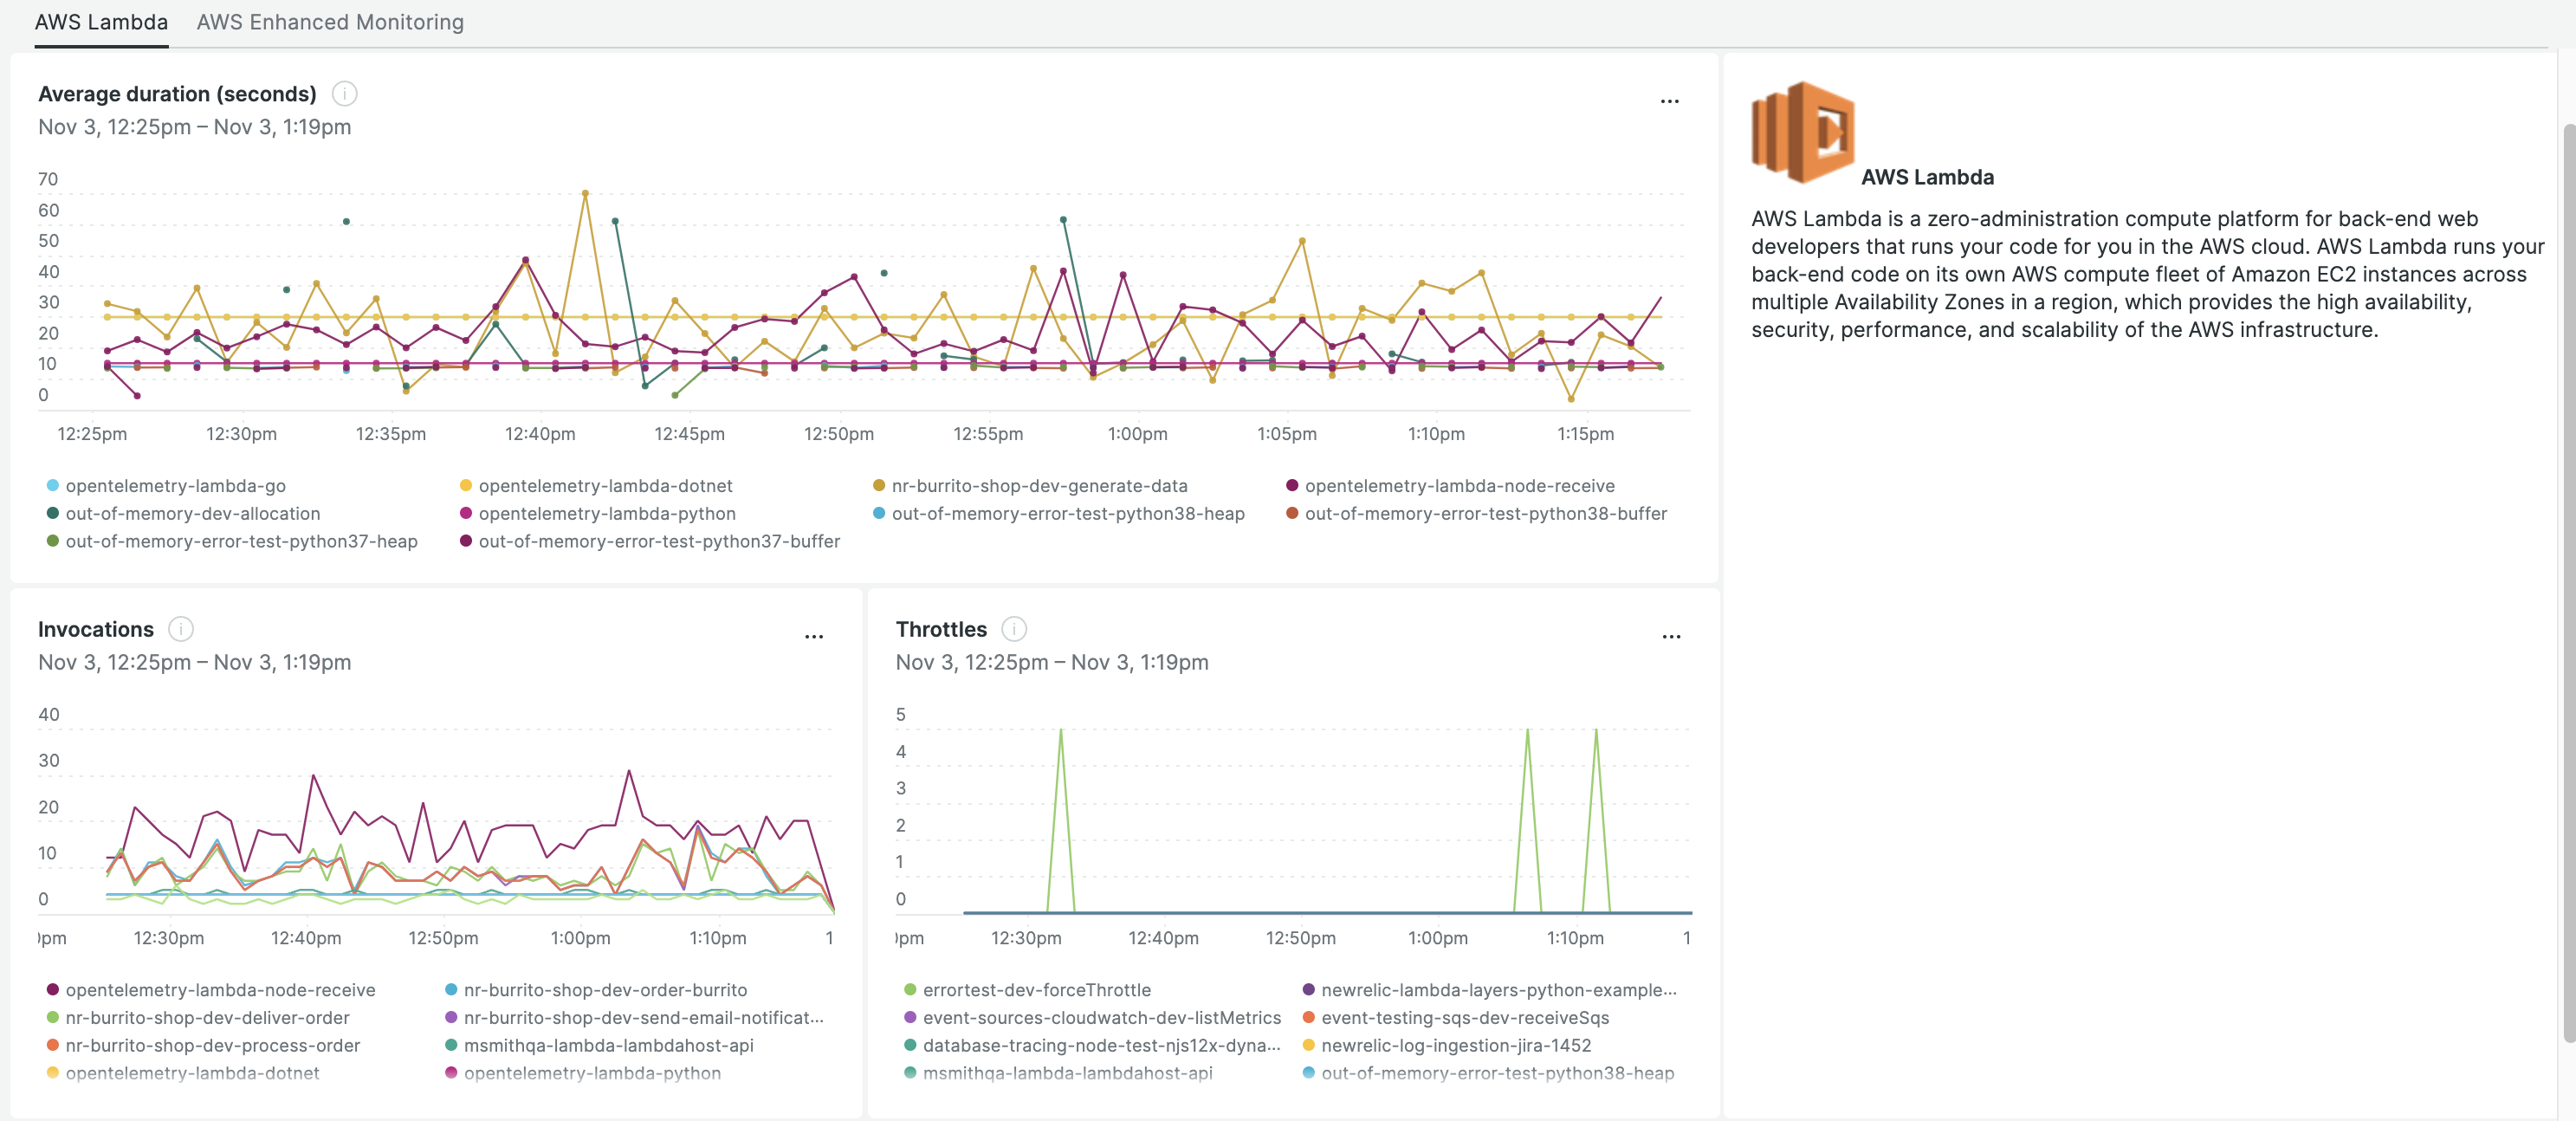 AWS Lambda AWS Enhanced Monitoring
Average duration (seconds)
Nov 3, 12:25pm – Nov 3, 1:19pm
70
60
50
40
30
20
10
0
12:25pm 12:30pm 12:35pm 12:40pm 12:45pm 12:50pm 12:55pm 1:00pm 1:05pm 1:10pm 1:15pm
opentelemetry-lambda-go opentelemetry-lambda-dotnet nr-burrito-shop-dev-generate-data opentelemetry-lambda-node-receive
out-of-memory-dev-allocation opentelemetry-lambda-python out-of-memory-error-test-python38-heap out-of-memory-error-test-python38-buffer
out-of-memory-error-test-python37-heap out-of-memory-error-test-python37-buffer
AWS Lambda
AWS Lambda is a zero-administration compute platform for back-end web
developers that runs your code for you in the AWS cloud. AWS Lambda runs your
back-end code on its own AWS compute fleet of Amazon EC2 instances across
multiple Availability Zones in a region, which provides the high availability,
security, performance, and scalability of the AWS infrastructure.
Invocations
Nov 3, 12:25pm – Nov 3, 1:19pm
40
30
20
10
0
pm 12:30pm 12:40pm 12:50pm 1:00pm 1:10pm 1
opentelemetry-lambda-node-receive nr-burrito-shop-dev-order-burrito
nr-burrito-shop-dev-deliver-order nr-burrito-shop-dev-send-email-notificat...
nr-burrito-shop-dev-process-order msmithqa-lambda-lambdahost-api
opentelemetry-lambda-dotnet opentelemetry-lambda-python
Throttles
Nov 3, 12:25pm – Nov 3, 1:19pm
5
4
3
2
1
0
pm 12:30pm 12:40pm 12:50pm 1:00pm 1:10pm 1
errortest-dev-forceThrottle newrelic-lambda-layers-python-example...
event-sources-cloudwatch-dev-listMetrics event-testing-sqs-dev-receiveSqs
database-tracing-node-test-njs12x-dyna... newrelic-log-ingestion-jira-1452
msmithqa-lambda-lambdahost-api out-of-memory-error-test-python38-heap